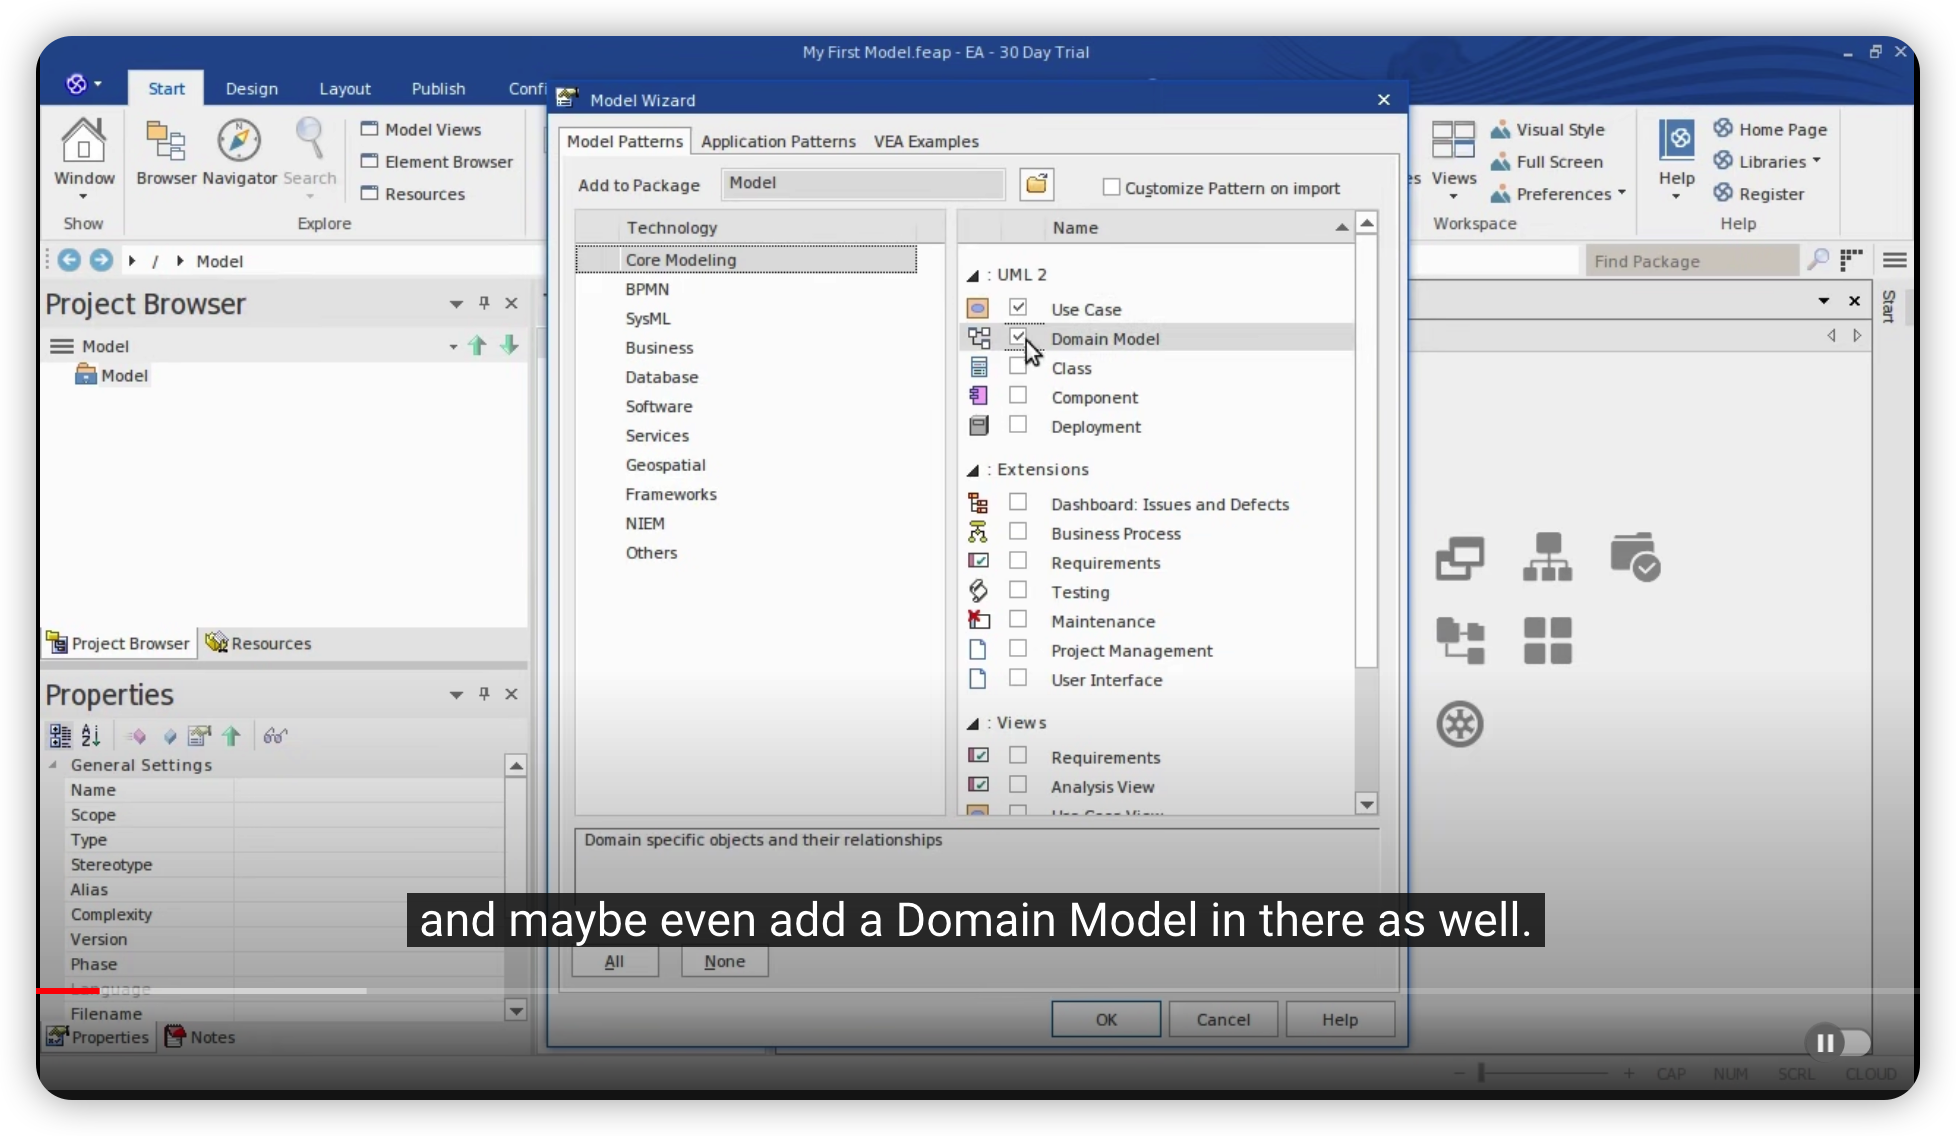 My First Model.feap - EA - 30 Day Trial
Start Design Layout Publish Confi
Window
Show
Browser Navigator Search
Model Views
Element Browser
Resources
Explore
Model Wizard
Model Patterns Application Patterns VEA Examples
Add to Package Model Customize Pattern on import
Technology
Core Modeling
BPMN
SysML
Business
Database
Software
Services
Geospatial
Frameworks
NIEM
Others
Name
: UML 2
Use Case
Domain Model
Class
Component
Deployment
: Extensions
Dashboard: Issues and Defects
Business Process
Requirements
Testing
Maintenance
Project Management
User Interface
: Views
Requirements
Analysis View
Use Case View
Domain specific objects and their relationships
and maybe even add a Domain Model in there as well.
All None
OK Cancel Help
es Views
Visual Style
Full Screen
Preferences
Workspace
Help
Home Page
Libraries
Register
Help
/ Model
Find Package
Start
Project Browser
Model
Model
Project Browser Resources
Properties
General Settings
Name
Scope
Type
Stereotype
Alias
Complexity
Version
Phase
Language
Filename
Properties Notes
CAP NUM SCRL CLOUD